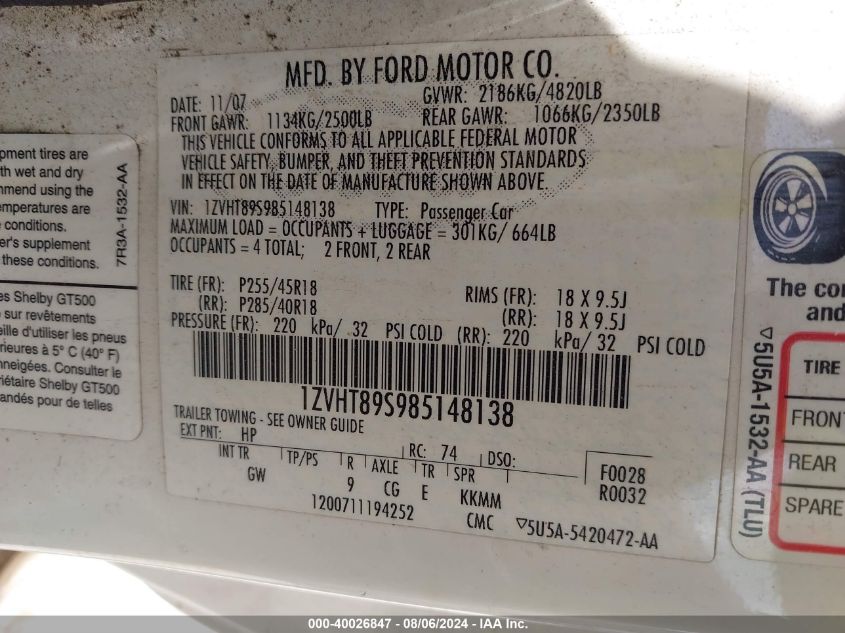 MFD. BY FORD MOTOR CO.
DATE: 11/07 GVWR: 2186KG/4820LB
FRONT GAWR: 1134KG/2500LB REAR GAWR: 1066KG/2350LB
THIS VEHICLE CONFORMS TO ALL APPLICABLE FEDERAL MOTOR
VEHICLE SAFETY, BUMPER, AND THEFT PREVENTION STANDARDS
IN EFFECT ON THE DATE OF MANUFACTURE SHOWN ABOVE.
VIN: 1ZVHT89S985148138 TYPE: Passenger Car
MAXIMUM LOAD = OCCUPANTS + LUGGAGE = 301KG/ 664LB
OCCUPANTS = 4 TOTAL; 2 FRONT, 2 REAR
TIRE (FR): P255/45R18 RIMS (FR): 18 X 9.5J
(RR): P285/40R18 (RR): 18 X 9.5J
PRESSURE (FR): 220 kPa/ 32 PSI COLD (RR): 220 kPa/ 32 PSI COLD
1ZVHT89S985148138
TRAILER TOWING - SEE OWNER GUIDE
EXT PNT: HP RC: 74 DSO:
INT TR TP/PS R AXLE TR SPR F0028
GW 9 CG E KKMM R0032
1200711194252 CMC ▽5U5A-5420472-AA
pment tires are
th wet and dry
mend using the
mperatures are
e conditions.
er's supplement
these conditions.
7R3A-1532-AA
es Shelby GT500
sur revêtements
eille d'utiliser les pneus
rieures à 5° C (40° F)
nneigées. Consulter le
riétaire Shelby GT500
andés pour de telles
The co
and
▽5U5A-1532-AA (TLU)
TIRE
FRONT
REAR
SPARE
000-40026847 - 08/06/2024 - IAA Inc.